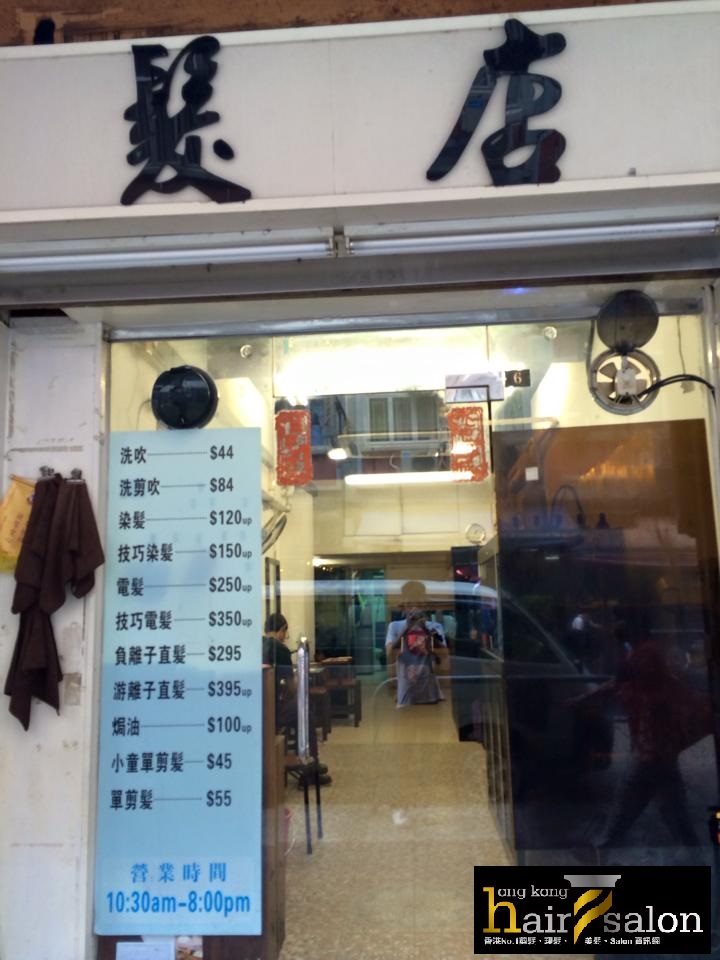 髮店
6
洗吹 $44
洗剪吹 $84
染髮 $120up
技巧染髮 $150up
電髮 $250up
技巧電髮 $350up
負離子直髮 $295
游離子直髮 $395up
焗油 $100up
小童單剪髮 $45
單剪髮 $55
營業時間
10:30am-8:00pm
hong kong
hair salon